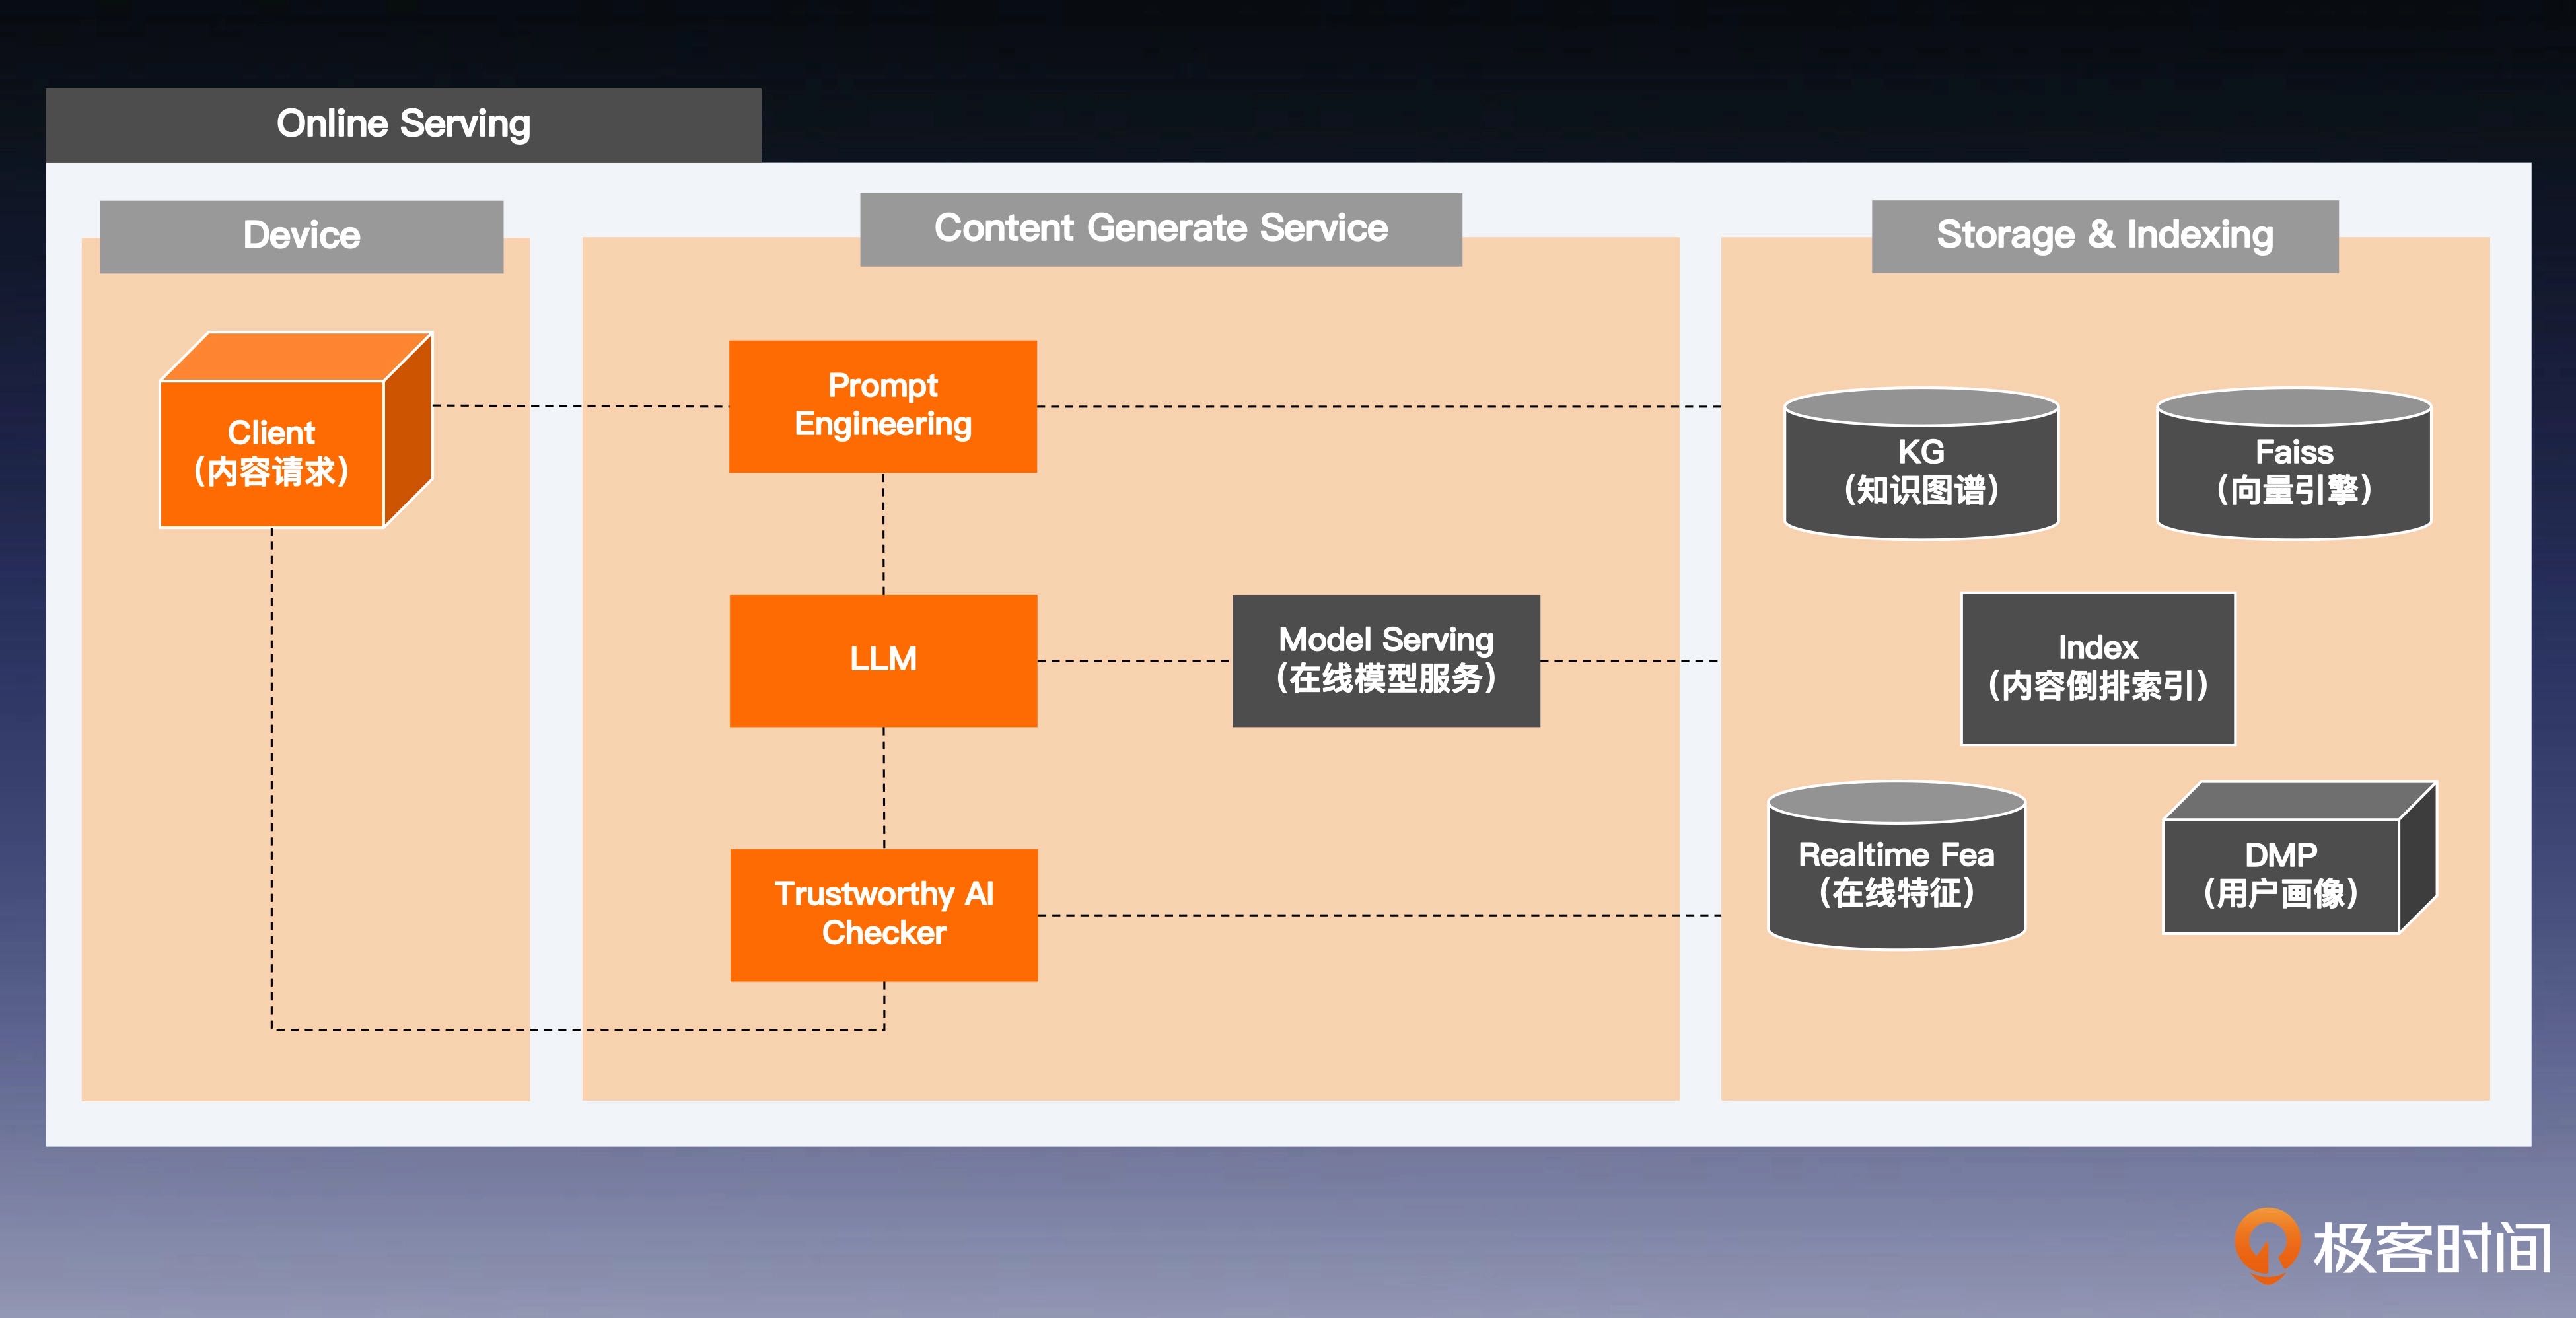 Online Serving
Device
Content Generate Service
Storage & Indexing
Client
（内容请求）
Prompt
Engineering
KG
（知识图谱）
Faiss
（向量引擎）
LLM
Model Serving
（在线模型服务）
Index
（内容倒排索引）
Trustworthy AI
Checker
Realtime Fea
（在线特征）
DMP
（用户画像）
极客时间